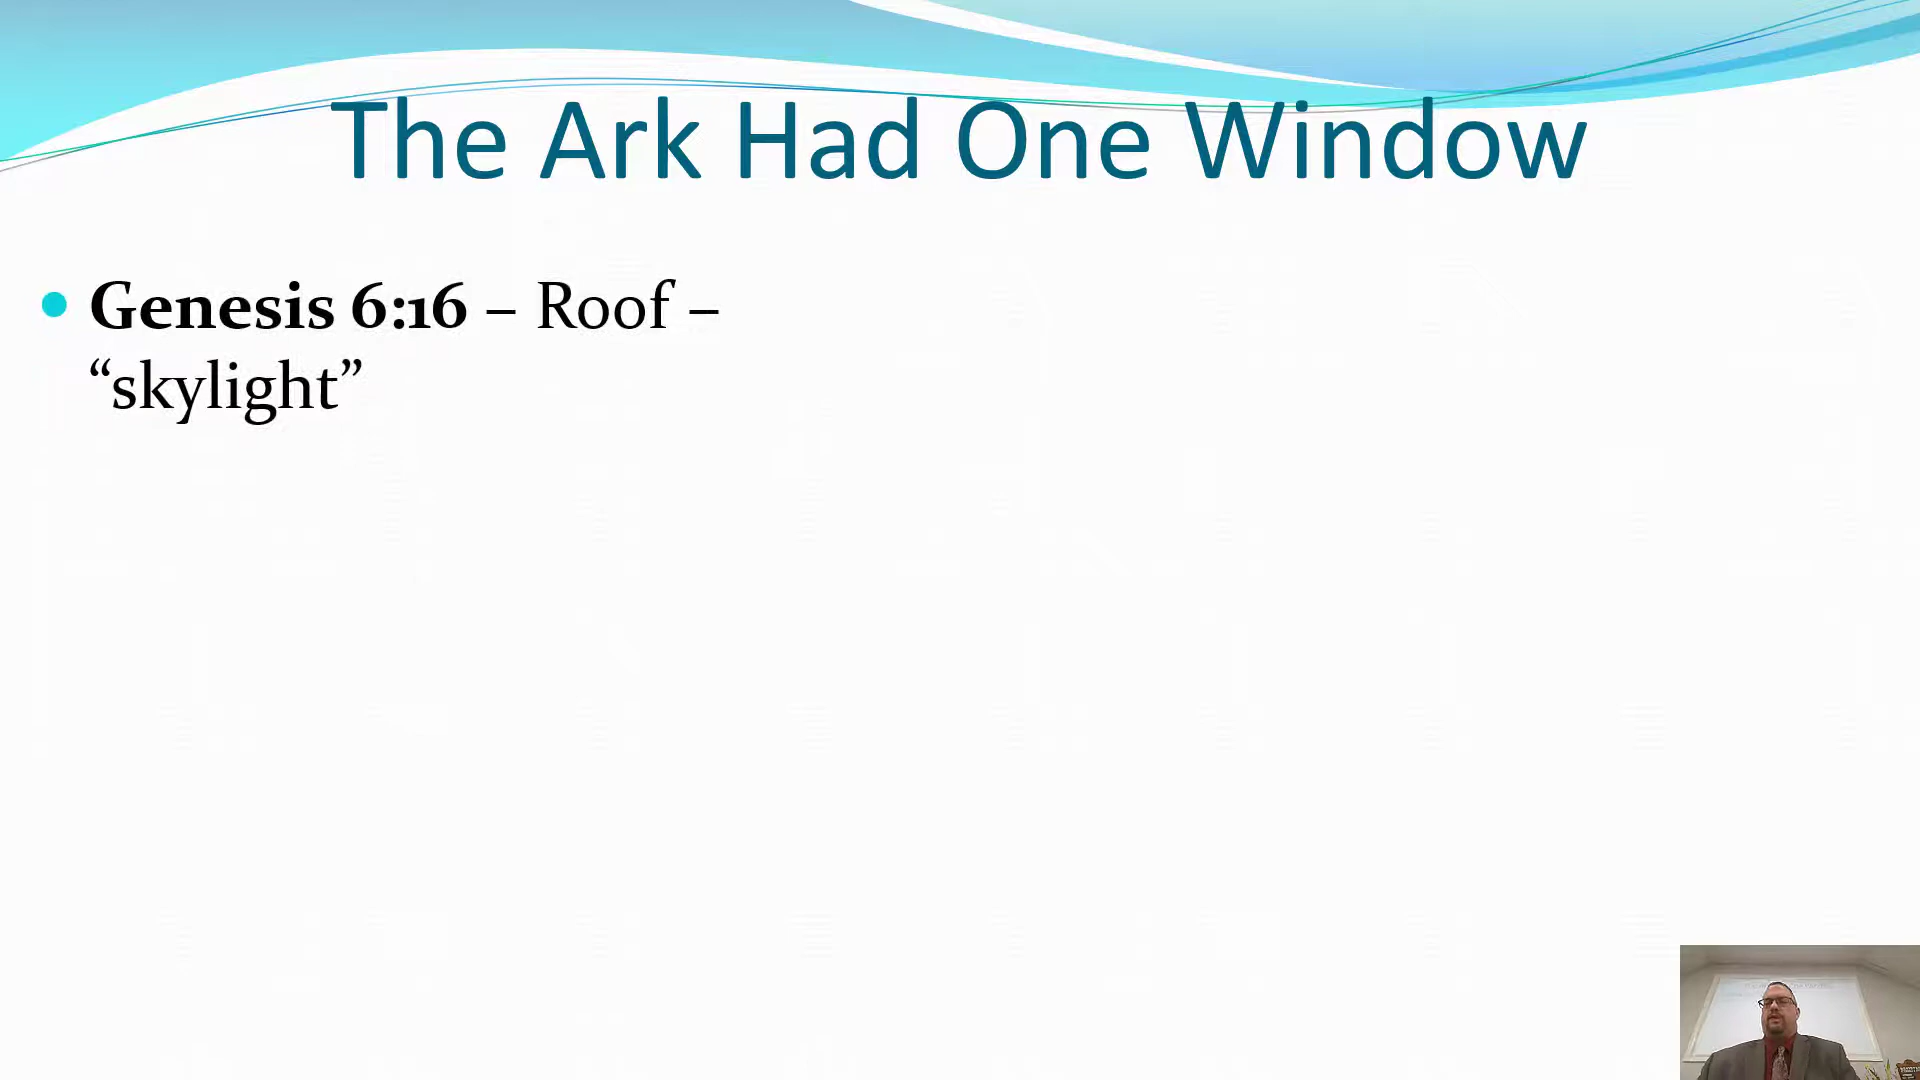 The Ark Had One Window
Genesis 6:16 – Roof –
“skylight”